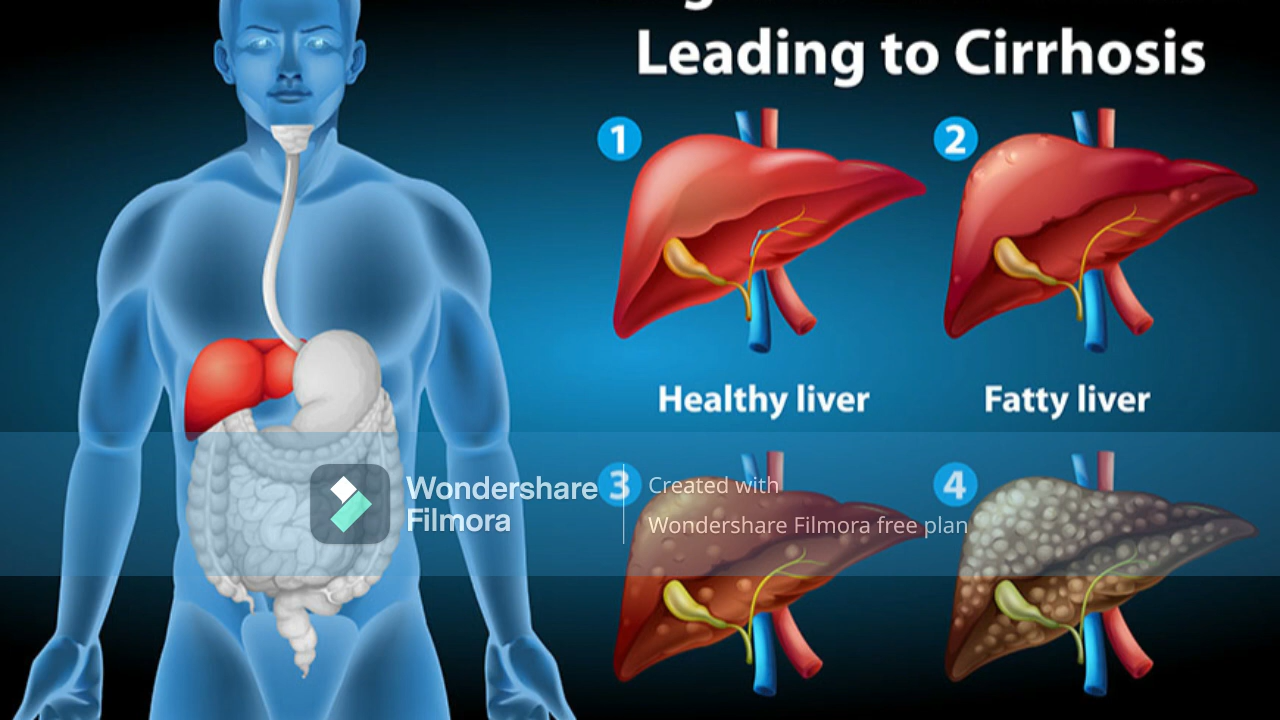 Leading to Cirrhosis
1
2
Healthy liver
Fatty liver
3
4
Wondershare
Filmora
Created with
Wondershare Filmora free plan